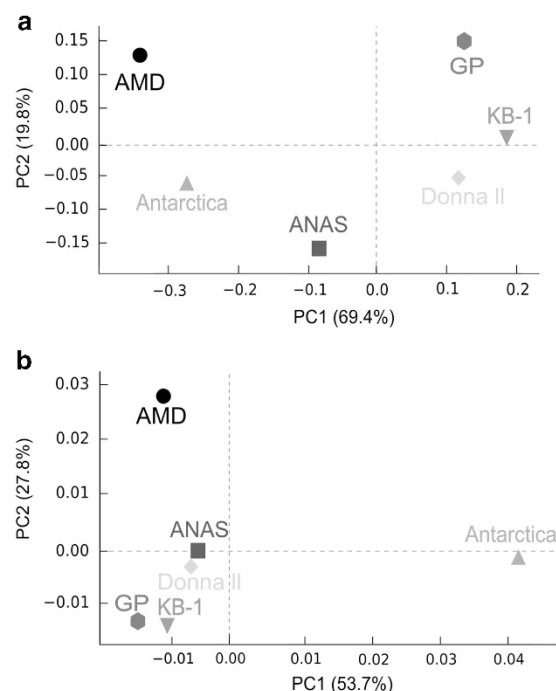 a
0.15
0.10
0.05
0.00
−0.05
−0.10
−0.15
PC2 (19.8%)
AMD
GP
KB-1
Antarctica
Donna II
ANAS
−0.3 −0.2 −0.1 0.0 0.1 0.2
PC1 (69.4%)
b
0.03
0.02
0.01
0.00
−0.01
PC2 (27.8%)
AMD
ANAS
Antarctica
Donna II
GP KB-1
−0.01 0.00 0.01 0.02 0.03 0.04
PC1 (53.7%)